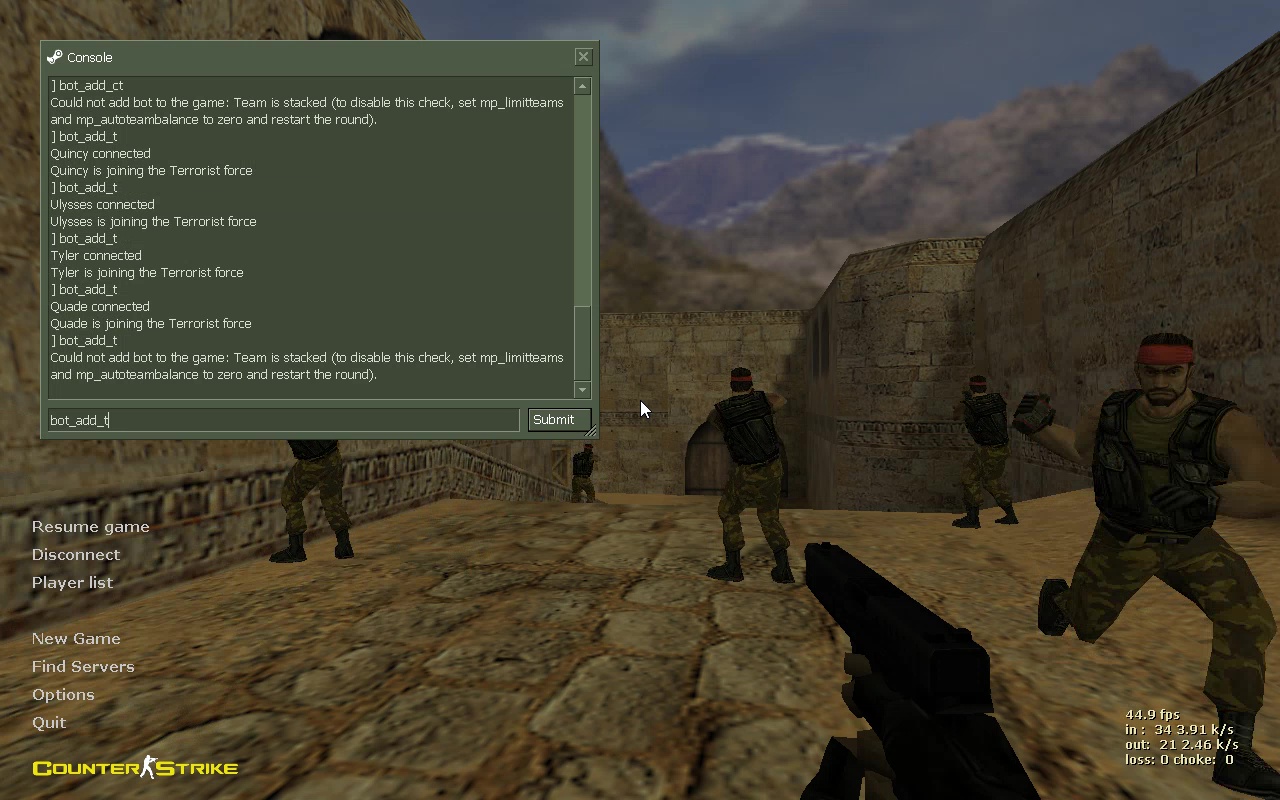 Console
] bot_add_ct
Could not add bot to the game: Team is stacked (to disable this check, set mp_limitteams
and mp_autoteambalance to zero and restart the round).
] bot_add_t
Quincy connected
Quincy is joining the Terrorist force
] bot_add_t
Ulysses connected
Ulysses is joining the Terrorist force
] bot_add_t
Tyler connected
Tyler is joining the Terrorist force
] bot_add_t
Quade connected
Quade is joining the Terrorist force
] bot_add_t
Could not add bot to the game: Team is stacked (to disable this check, set mp_limitteams
and mp_autoteambalance to zero and restart the round).
bot_add_t
Submit
Resume game
Disconnect
Player list
New Game
Find Servers
Options
Quit
COUNTER STRIKE
44.9 fps
in : 34 3.91 k/s
out: 21 2.46 k/s
loss: 0 choke: 0